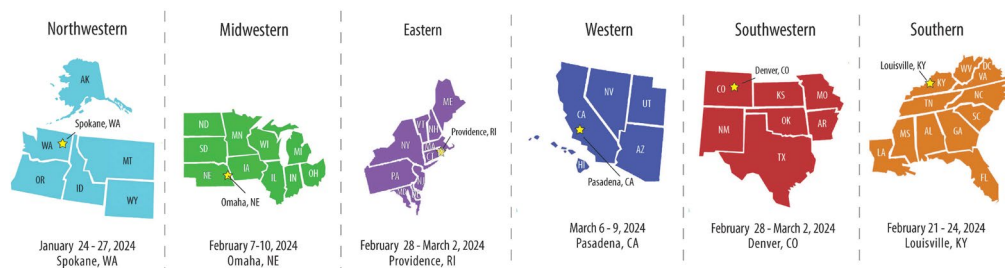 Northwestern
AK
Spokane, WA
WA
MT
OR
ID
WY
January 24 - 27, 2024
Spokane, WA
Midwestern
ND
MN
SD
WI
MI
NE
IA
IL
IN
OH
Omaha, NE
February 7-10, 2024
Omaha, NE
Eastern
ME
VT
NH
Providence, RI
NY
CT
PA
February 28 - March 2, 2024
Providence, RI
Western
NV
UT
CA
AZ
HI
Pasadena, CA
March 6 - 9, 2024
Pasadena, CA
Southwestern
Denver, CO
CO
KS
MO
OK
AR
NM
TX
February 28 - March 2, 2024
Denver, CO
Southern
Louisville, KY
WV
DC
KY
VA
TN
NC
SC
MS
AL
GA
LA
FL
February 21 - 24, 2024
Louisville, KY